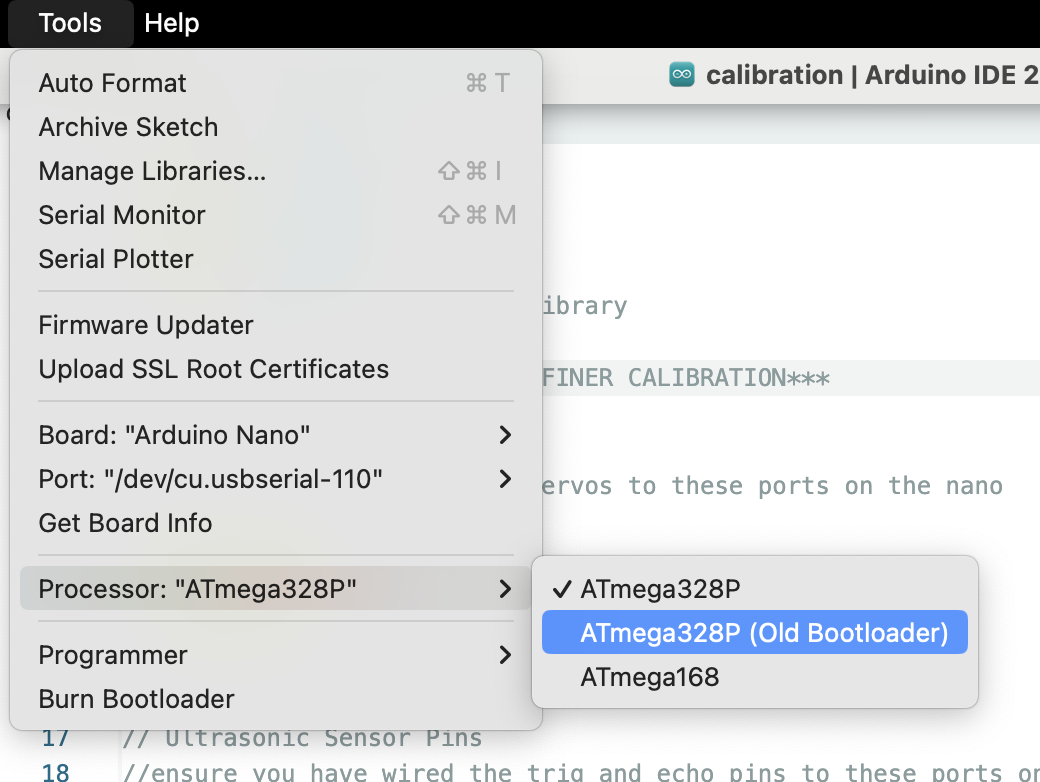 Tools Help
calibration | Arduino IDE 2
Auto Format ⌘ T
Archive Sketch
Manage Libraries... ⇧ ⌘ I
Serial Monitor ⇧ ⌘ M
Serial Plotter
ibrary
Firmware Updater
Upload SSL Root Certificates
FINER CALIBRATION***
Board: "Arduino Nano"
Port: "/dev/cu.usbserial-110"
ervos to these ports on the nano
Get Board Info
Processor: "ATmega328P"
✓ ATmega328P
ATmega328P (Old Bootloader)
ATmega168
Programmer
Burn Bootloader
17 // Ultrasonic Sensor Pins
18 //ensure you have wired the trig and echo pins to these ports on